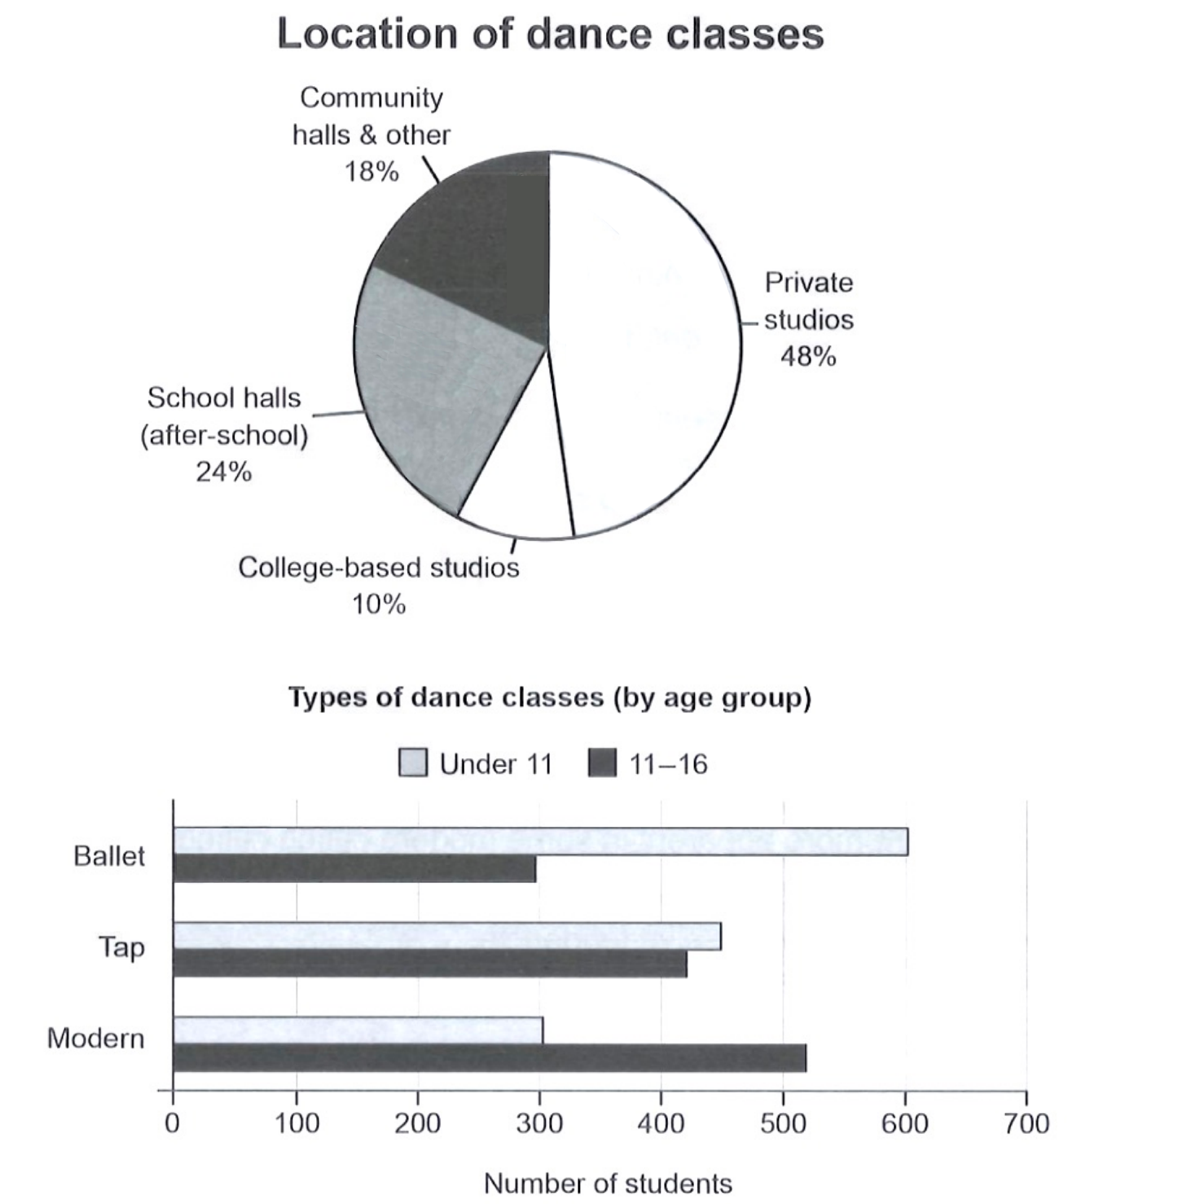 Location of dance classes
Community
halls & other
18%
Private
studios
48%
School halls
(after-school)
24%
College-based studios
10%
Types of dance classes (by age group)
Under 11
11–16
Ballet
Tap
Modern
0 100 200 300 400 500 600 700
Number of students